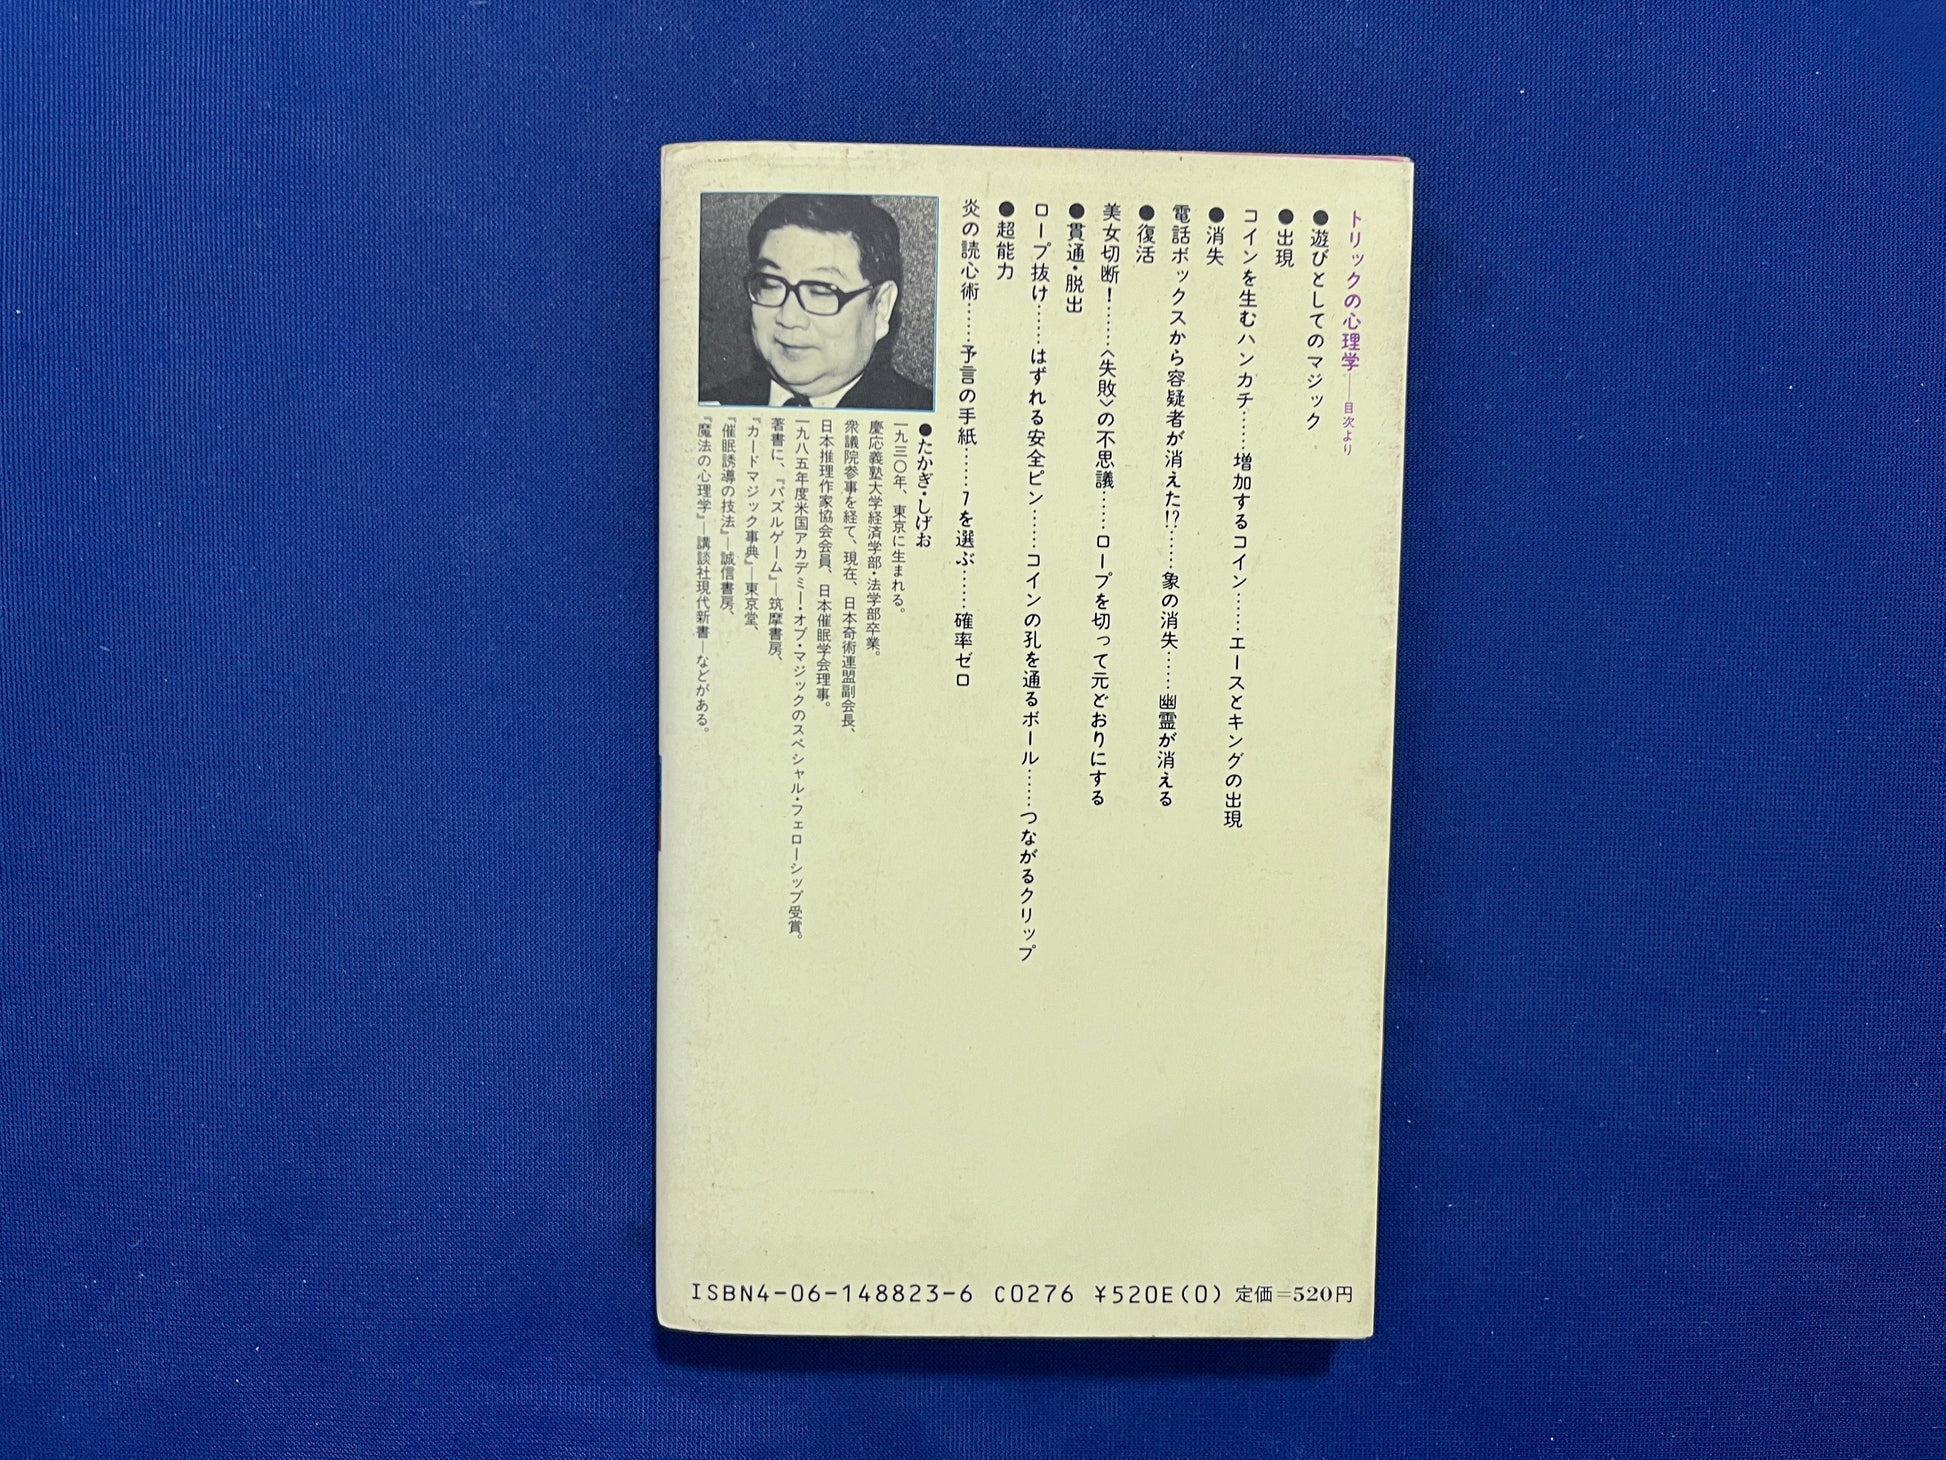 トリックの心理学――目次より
●遊びとしてのマジック
●出現
コインを生むハンカチ……増加するコイン……エースとキングの出現
●消失
電話ボックスから容疑者が消えた!?……象の消失……幽霊が消える
●復活
美女切断!……〈失敗〉の不思議……ロープを切って元どおりにする
●貫通・脱出
ロープ抜け……はずれる安全ピン……コインの孔を通るボール……つながるクリップ
●超能力
炎の読心術……予言の手紙……7を選ぶ……確率ゼロ
●たかぎ・しげお
一九三〇年、東京に生まれる。
慶応義塾大学経済学部・法学部卒業。
衆議院参事を経て、現在、日本奇術連盟副会長、
日本推理作家協会会員、日本催眠学会理事。
一九八五年度米国アカデミー・オブ・マジックのスペシャル・フェローシップ受賞。
著書に、『パズルゲーム』―筑摩書房、
『カードマジック事典』―東京堂、
『催眠誘導の技法』―誠信書房、
『魔法の心理学』―講談社現代新書―などがある。
ISBN4-06-148823-6 C0276 ¥520E(0) 定価=520円